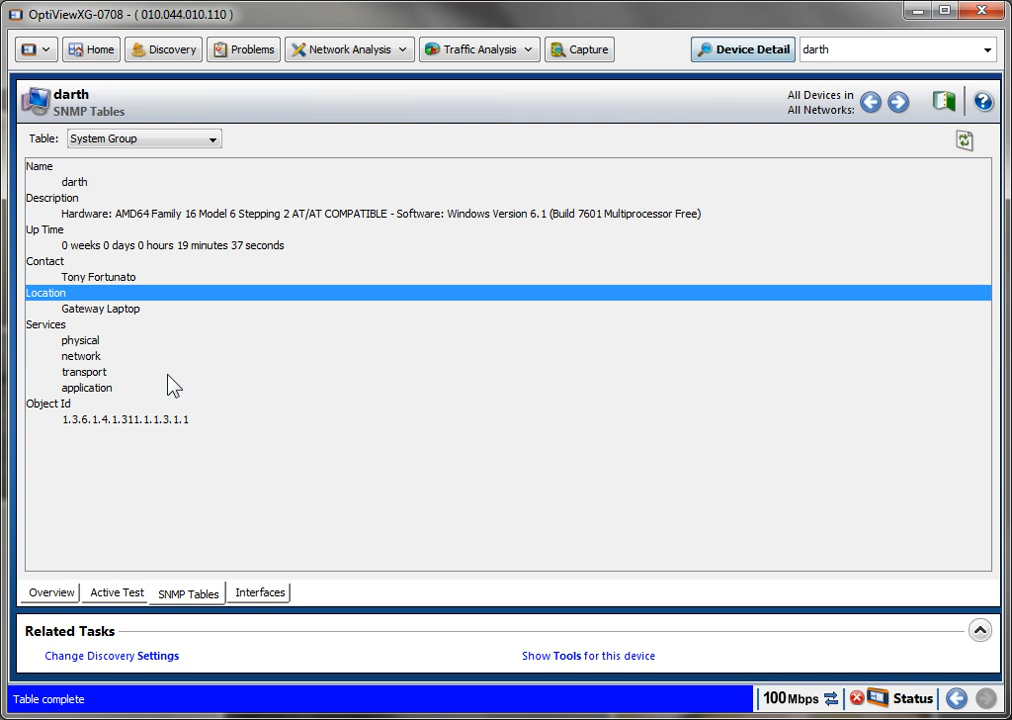 OptiViewXG-0708 - ( 010.044.010.110 )
Home Discovery Problems Network Analysis Traffic Analysis Capture Device Detail darth
darth
SNMP Tables
All Devices in
All Networks:
Table: System Group
Name
darth
Description
Hardware: AMD64 Family 16 Model 6 Stepping 2 AT/AT COMPATIBLE - Software: Windows Version 6.1 (Build 7601 Multiprocessor Free)
Up Time
0 weeks 0 days 0 hours 19 minutes 37 seconds
Contact
Tony Fortunato
Location
Gateway Laptop
Services
physical
network
transport
application
Object Id
1.3.6.1.4.1.311.1.1.3.1.1
Overview Active Test SNMP Tables Interfaces
Related Tasks
Change Discovery Settings Show Tools for this device
Table complete 100 Mbps Status